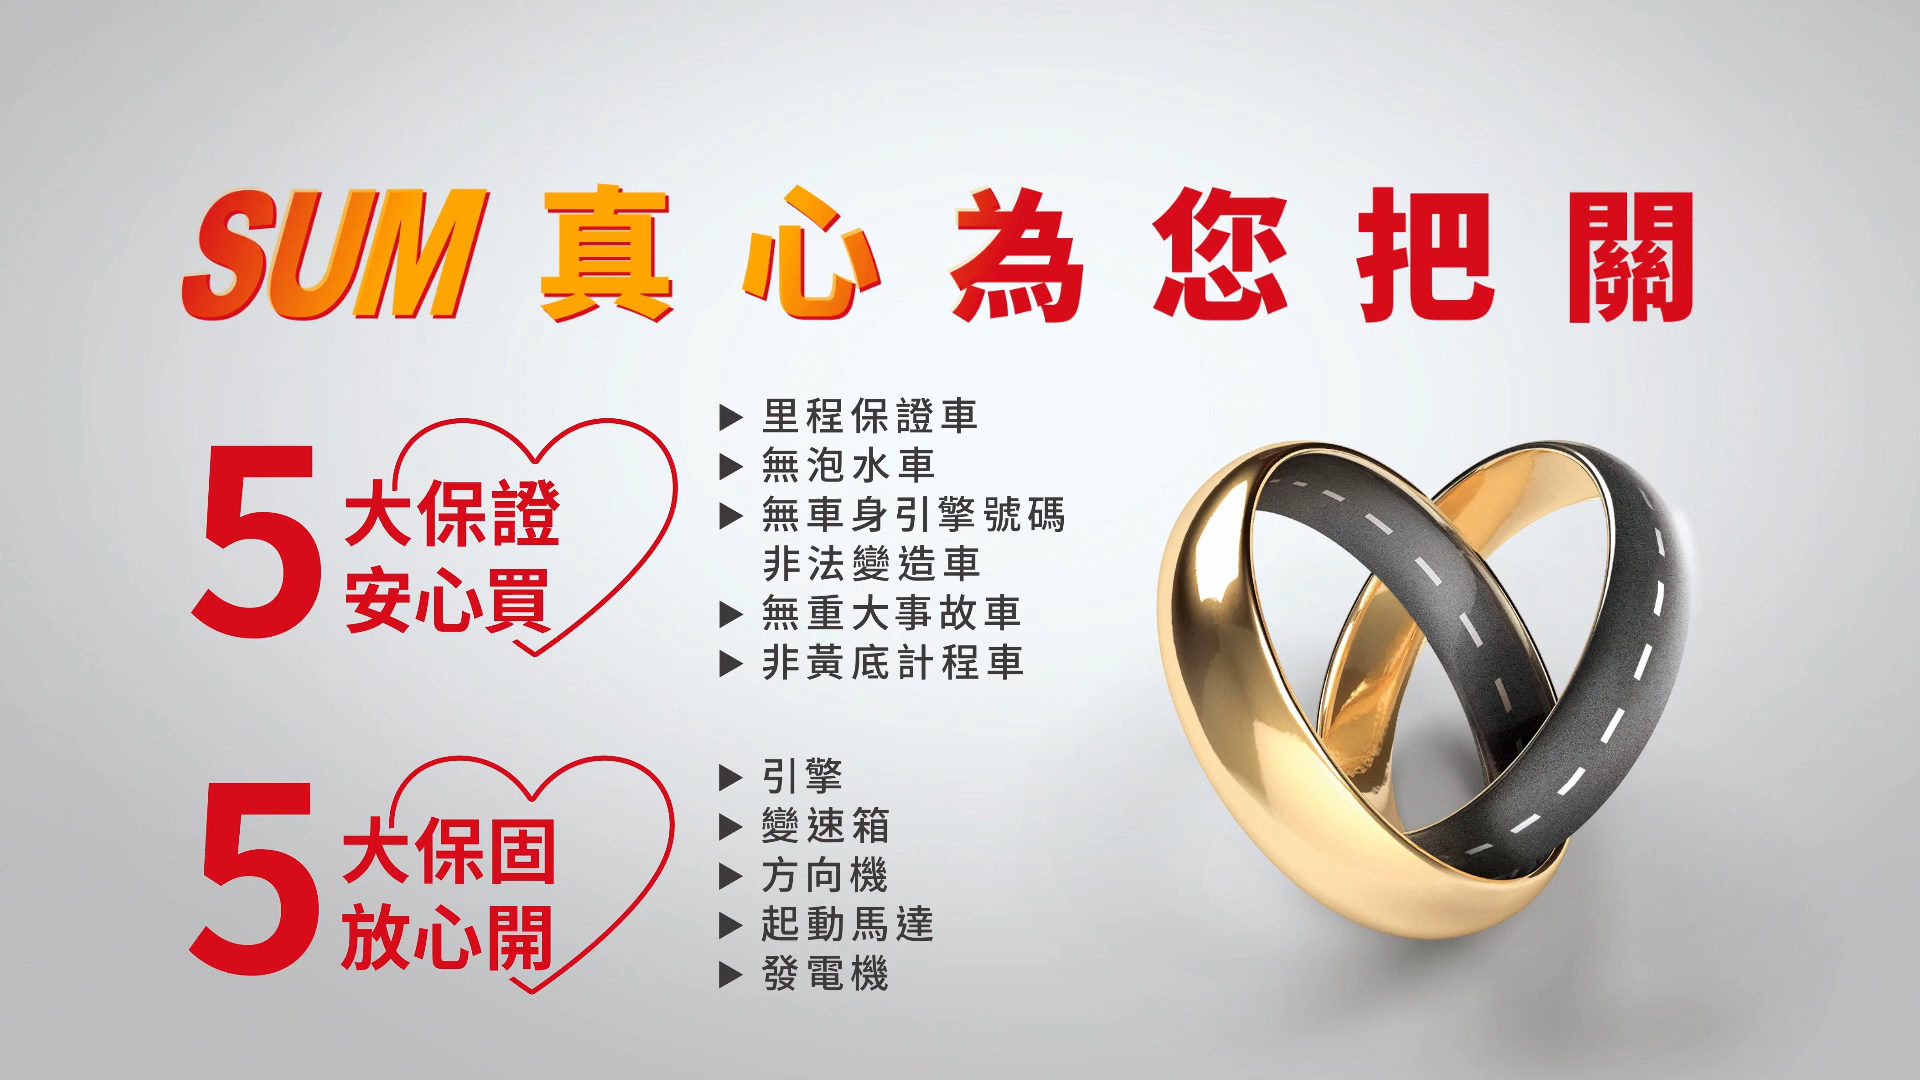 SUM 真心為您把關
5大保證
安心買
▶ 里程保證車
▶ 無泡水車
▶ 無車身引擎號碼
非法變造車
▶ 無重大事故車
▶ 非黃底計程車
5大保固
放心開
▶ 引擎
▶ 變速箱
▶ 方向機
▶ 起動馬達
▶ 發電機